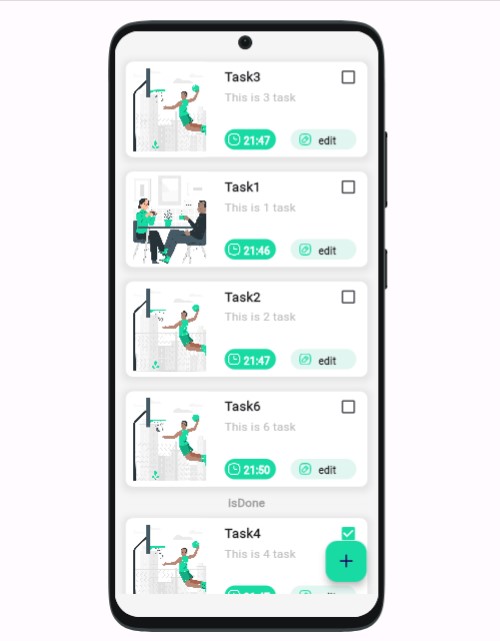 Task3
This is 3 task
21:47
edit
Task1
This is 1 task
21:46
edit
Task2
This is 2 task
21:47
edit
Task6
This is 6 task
21:50
edit
isDone
Task4
This is 4 task
+